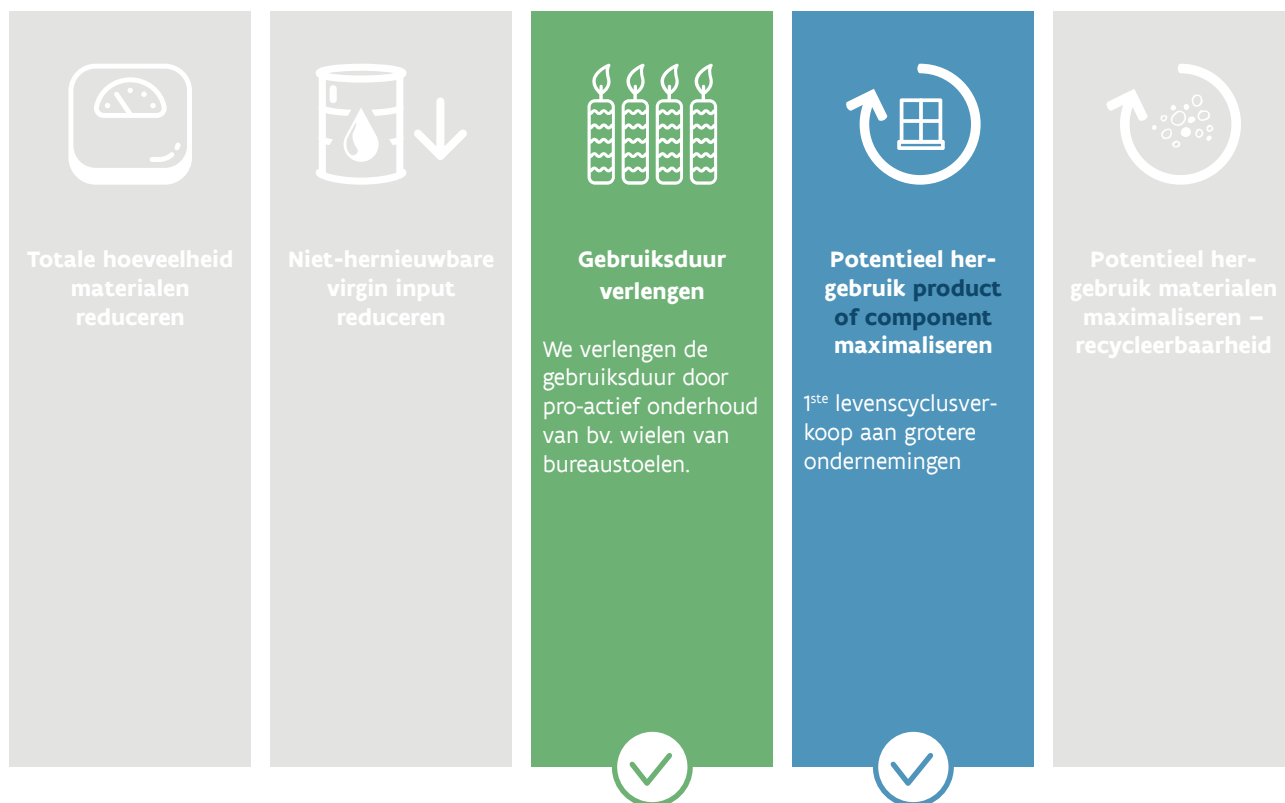 Totale hoeveelheid
materialen
reduceren
Niet-hernieuwbare
virgin input
reduceren
Gebruiksduur
verlengen
We verlengen de
gebruiksduur door
pro-actief onderhoud
van bv. wielen van
bureaustoelen.
Potentieel her-
gebruik product
of component
maximaliseren
1ste levenscyclusver-
koop aan grotere
ondernemingen
Potentieel her-
gebruik materialen
maximaliseren –
recycleerbaarheid